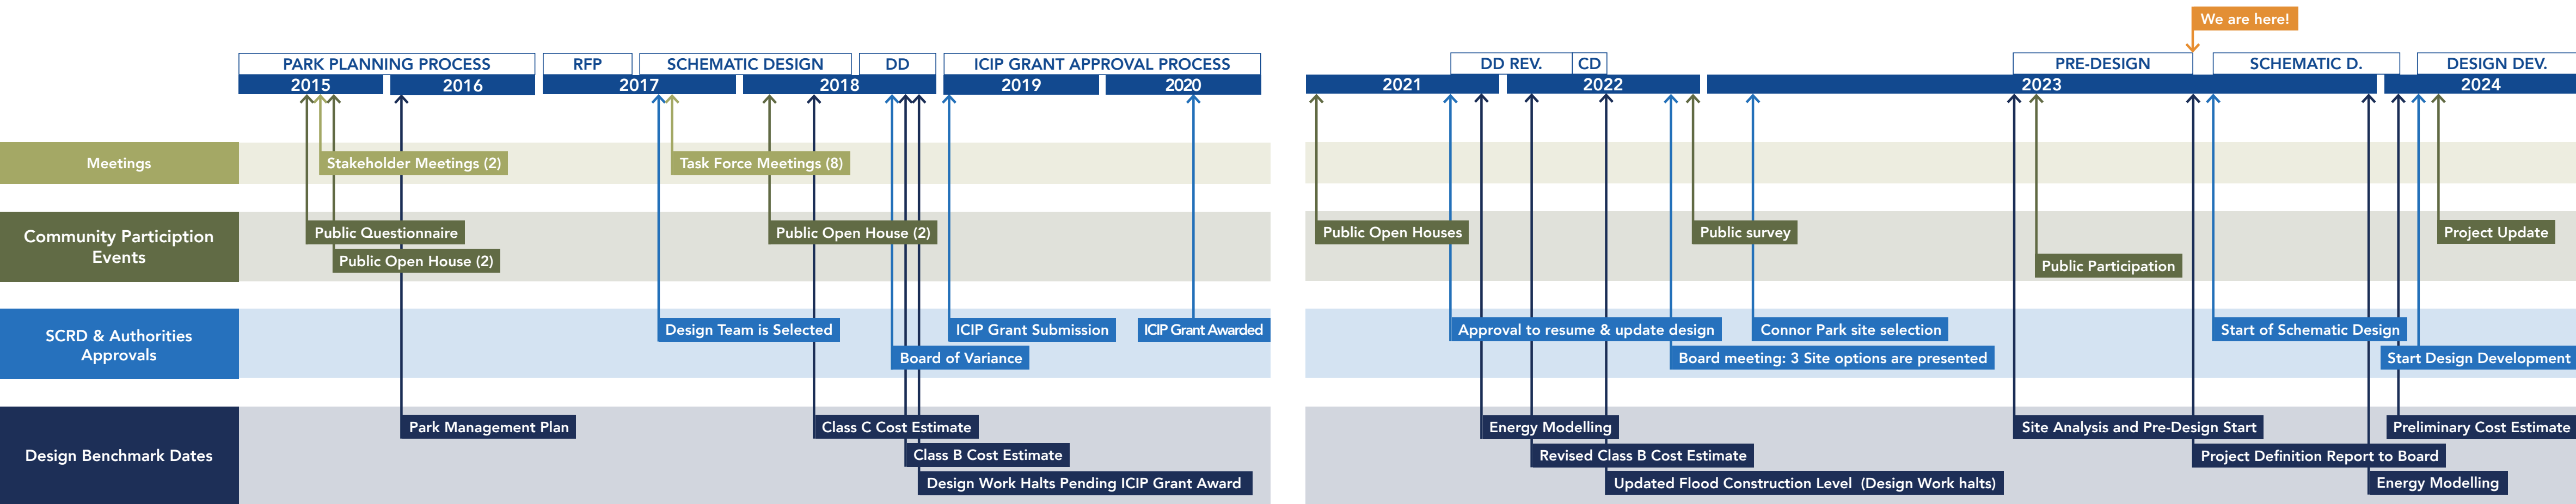 We are here!
PARK PLANNING PROCESS
RFP
SCHEMATIC DESIGN
DD
ICIP GRANT APPROVAL PROCESS
DD REV.
CD
PRE-DESIGN
SCHEMATIC D.
DESIGN DEV.
2015
2016
2017
2018
2019
2020
2021
2022
2023
2024
Meetings
Stakeholder Meetings (2)
Task Force Meetings (8)
Community Particiption
Events
Public Questionnaire
Public Open House (2)
Public Open House (2)
Public Open Houses
Public survey
Public Participation
Project Update
SCRD & Authorities
Approvals
Design Team is Selected
Board of Variance
ICIP Grant Submission
ICIP Grant Awarded
Approval to resume & update design
Board meeting: 3 Site options are presented
Connor Park site selection
Start of Schematic Design
Start Design Development
Design Benchmark Dates
Park Management Plan
Class C Cost Estimate
Class B Cost Estimate
Design Work Halts Pending ICIP Grant Award
Energy Modelling
Revised Class B Cost Estimate
Updated Flood Construction Level (Design Work halts)
Site Analysis and Pre-Design Start
Project Definition Report to Board
Energy Modelling
Preliminary Cost Estimate